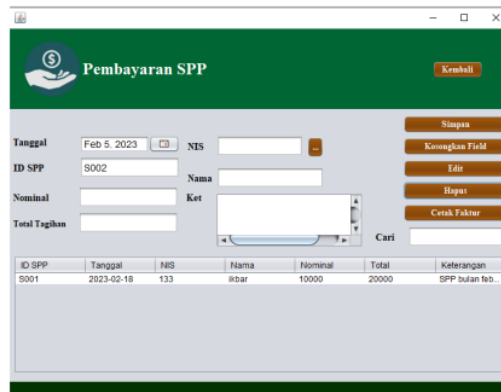 Pembayaran SPP
Kembali
Tanggal
Feb 5, 2023
NIS
...
Simpan
Kosongkan Field
ID SPP
S002
Nama
Edit
Nominal
Ket
Hapus
Total Tagihan
Cetak Faktur
Cari
ID SPP Tanggal NIS Nama Nominal Total Keterangan
S001 2023-02-18 133 ikbar 10000 20000 SPP bulan feb...